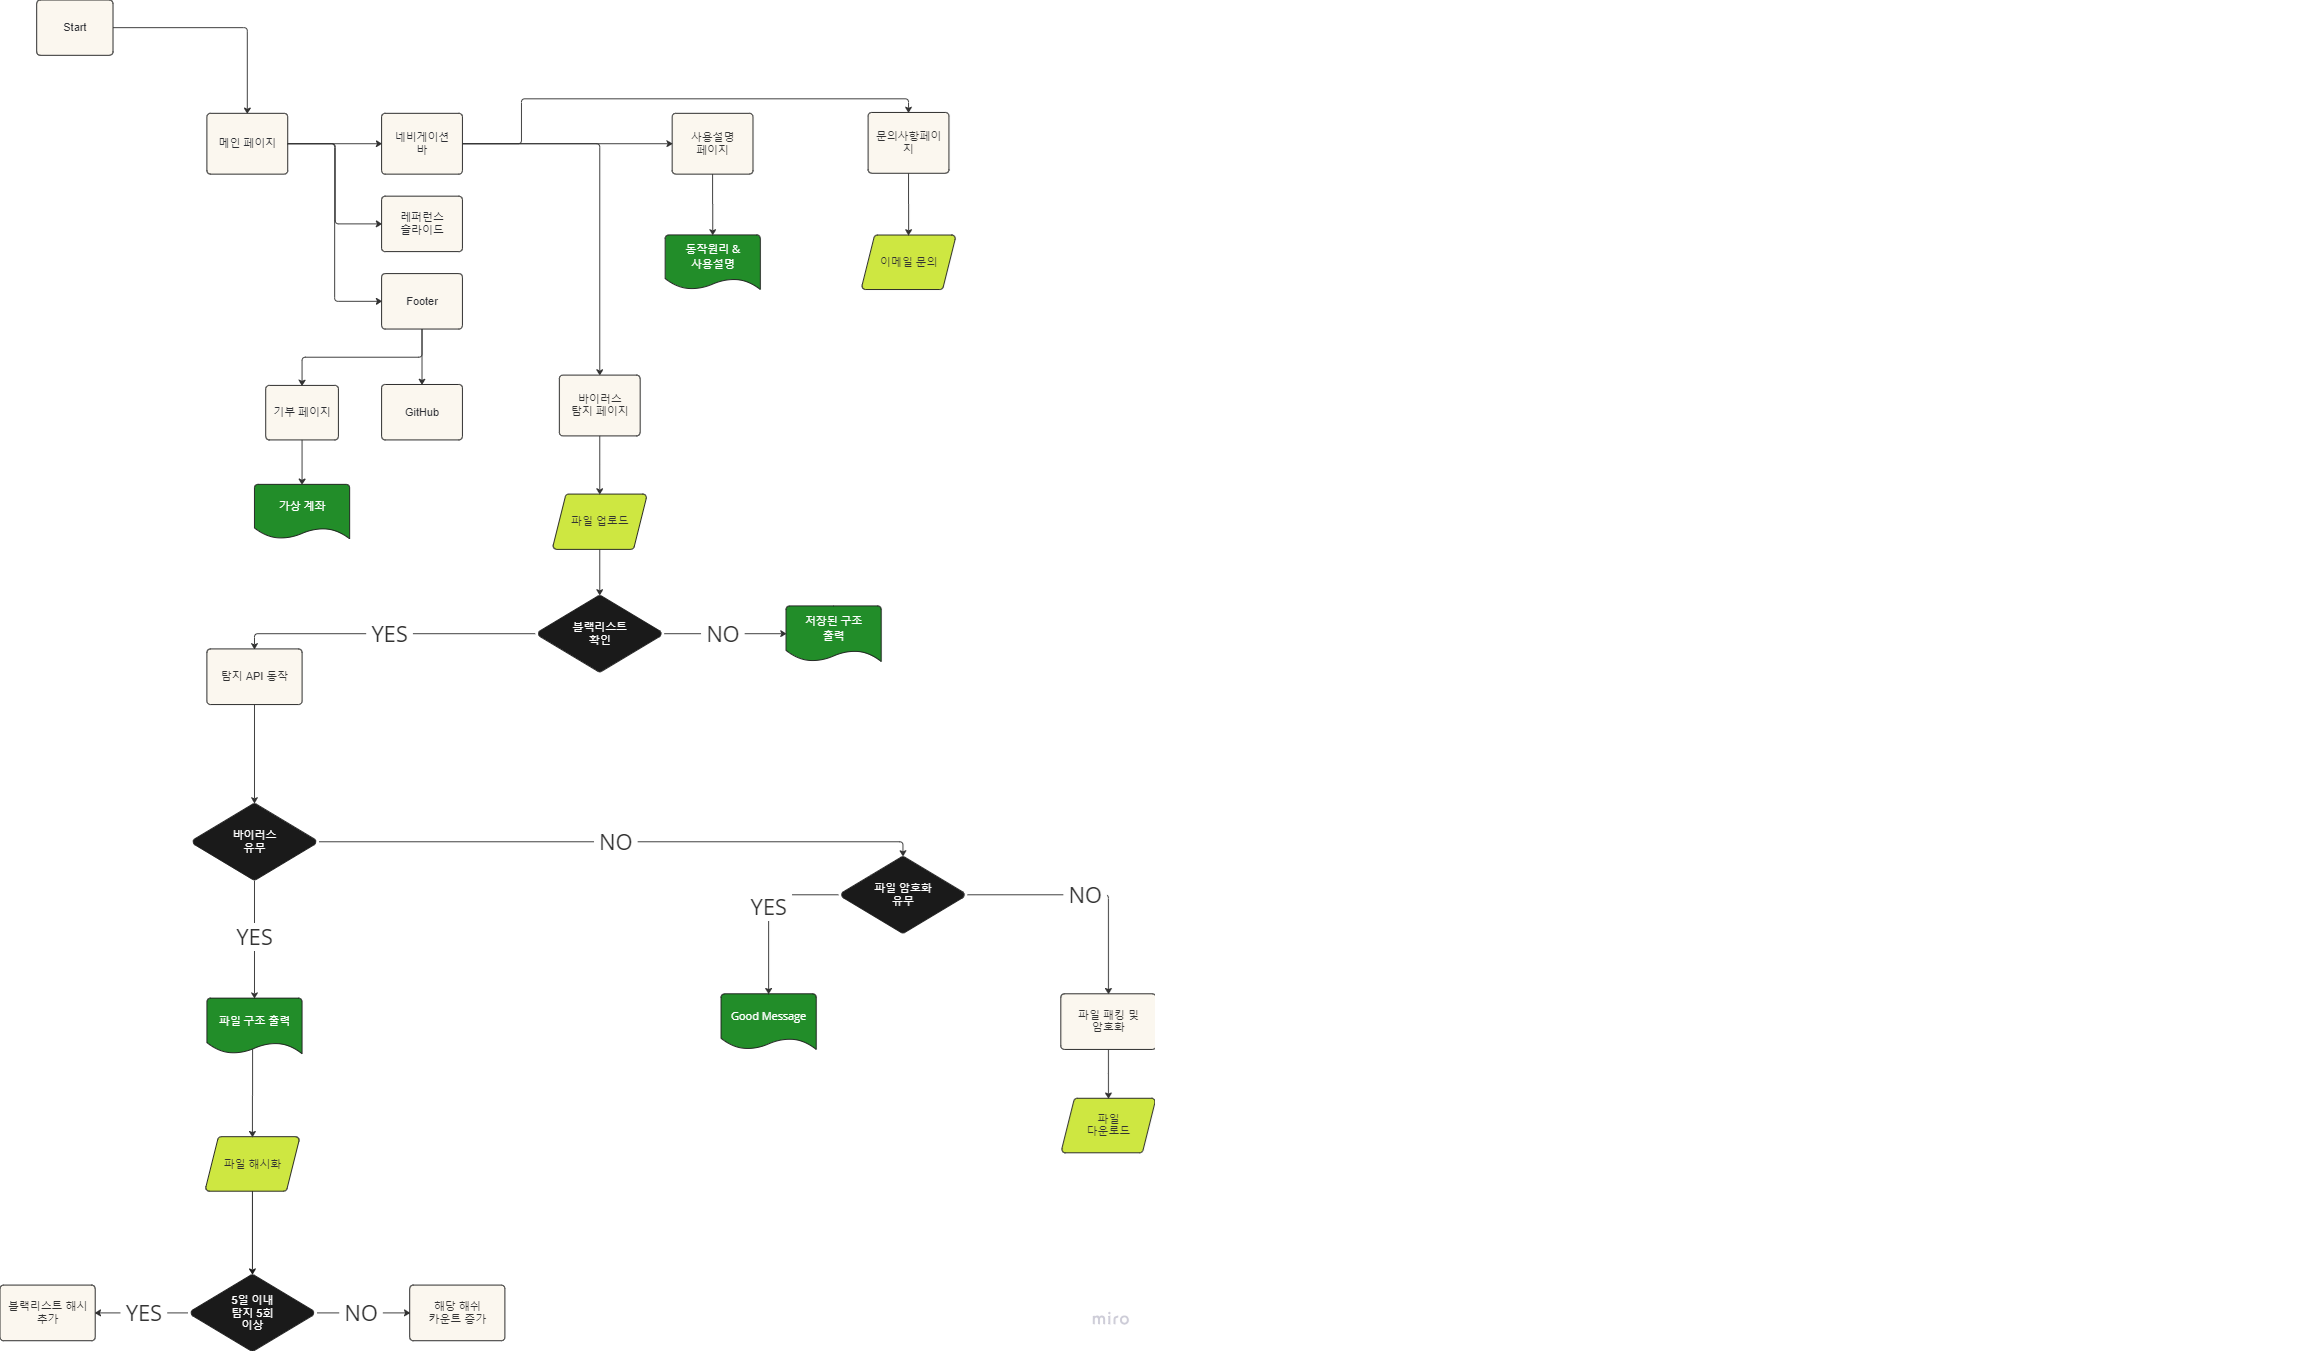 Start
메인 페이지
네비게이션
바
사용설명
페이지
문의사항페이
지
레퍼런스
슬라이드
동작원리 &
사용설명
이메일 문의
Footer
기부 페이지
GitHub
바이러스
탐지 페이지
가상 계좌
파일 업로드
블랙리스트
확인
YES
NO
저장된 구조
출력
탐지 API 동작
바이러스
유무
NO
파일 암호화
유무
YES
NO
YES
파일 구조 출력
Good Message
파일 패킹 및
암호화
파일
다운로드
파일 해시화
블랙리스트 해시
추가
YES
5일 이내
탐지 5회
이상
NO
해당 해쉬
카운트 증가
miro